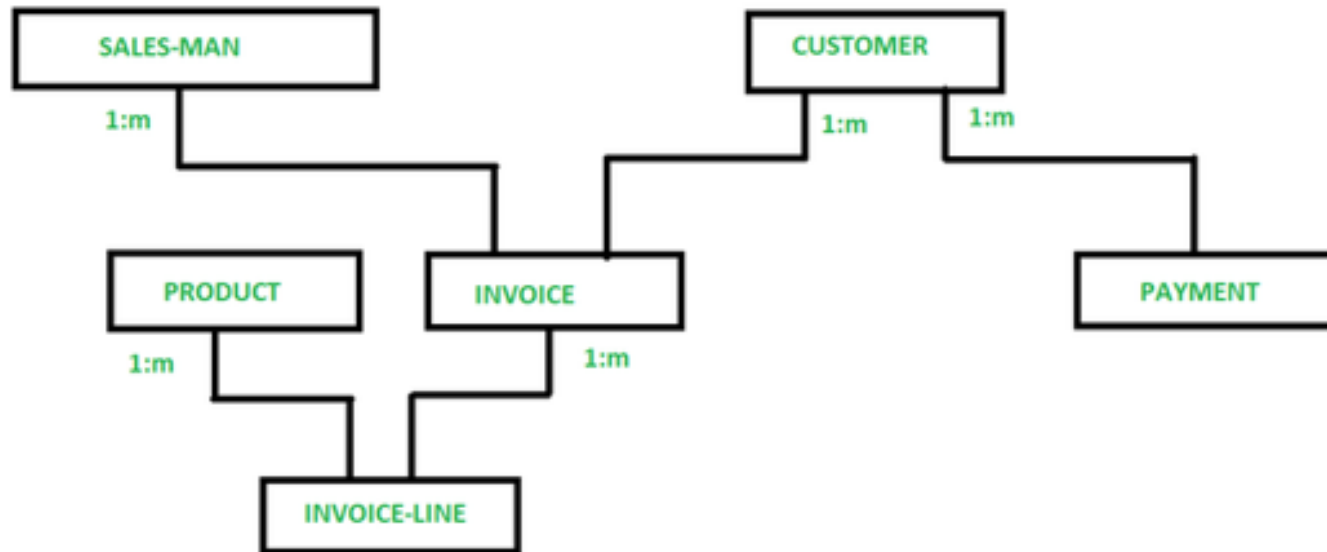 SALES-MAN
CUSTOMER
1:m
1:m
1:m
PRODUCT
INVOICE
PAYMENT
1:m
1:m
INVOICE-LINE